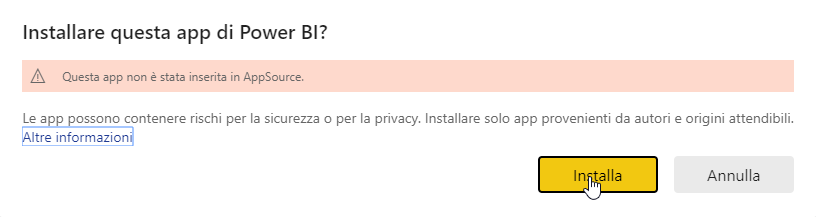 Installare questa app di Power BI?
Questa app non è stata inserita in AppSource.
Le app possono contenere rischi per la sicurezza o per la privacy. Installare solo app provenienti da autori e origini attendibili.
Altre informazioni
Installa
Annulla